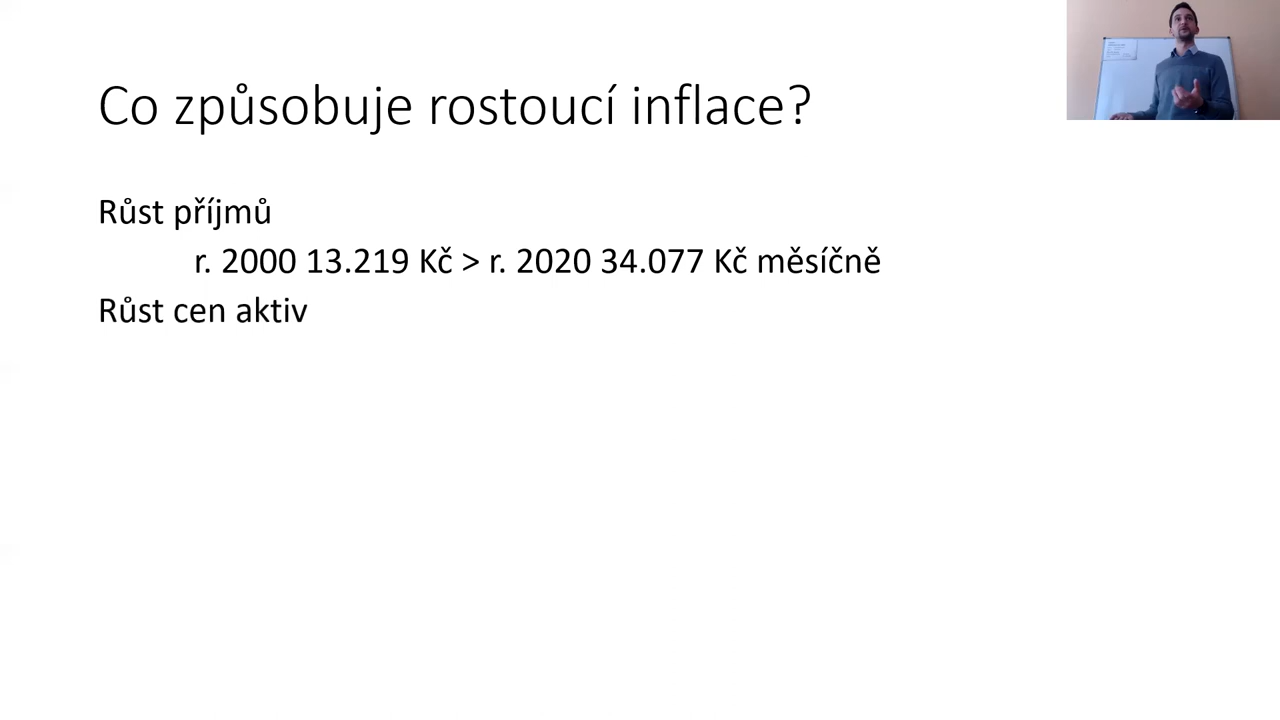 Co způsobuje rostoucí inflace?
Růst příjmů
r. 2000 13.219 Kč > r. 2020 34.077 Kč měsíčně
Růst cen aktiv